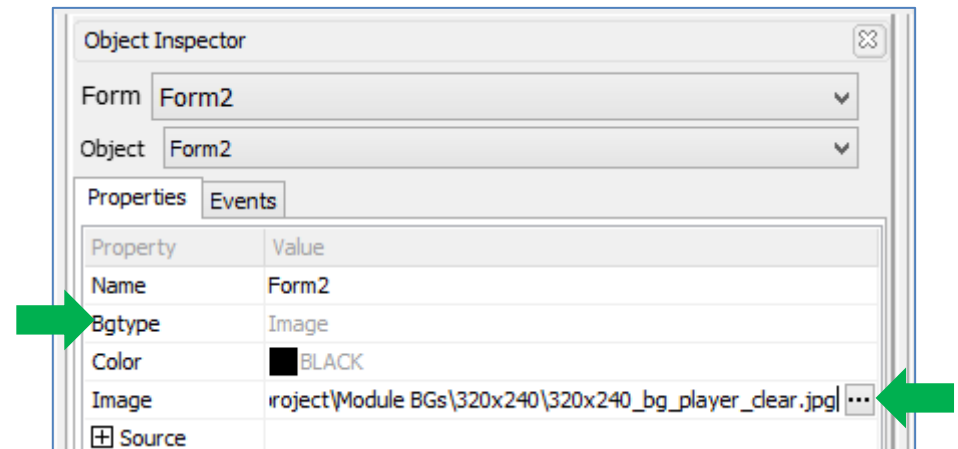 Object Inspector
Form Form2
Object Form2
Properties Events
Property Value
Name Form2
Bgtype Image
Color BLACK
Image roject\Module BGs\320x240\320x240_bg_player_clear.jpg ...
Source